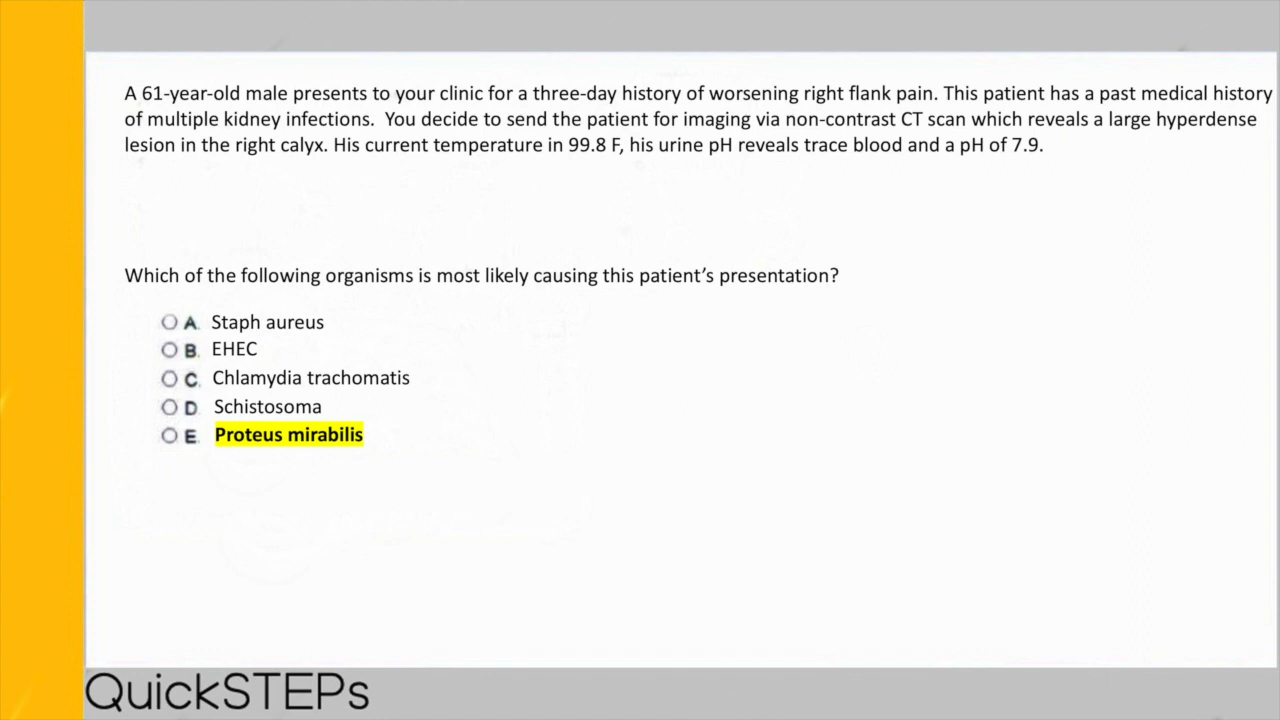 A 61-year-old male presents to your clinic for a three-day history of worsening right flank pain. This patient has a past medical history
of multiple kidney infections. You decide to send the patient for imaging via non-contrast CT scan which reveals a large hyperdense
lesion in the right calyx. His current temperature in 99.8 F, his urine pH reveals trace blood and a pH of 7.9.
Which of the following organisms is most likely causing this patient's presentation?
A. Staph aureus
B. EHEC
C. Chlamydia trachomatis
D. Schistosoma
E. Proteus mirabilis
QuickSTEPs